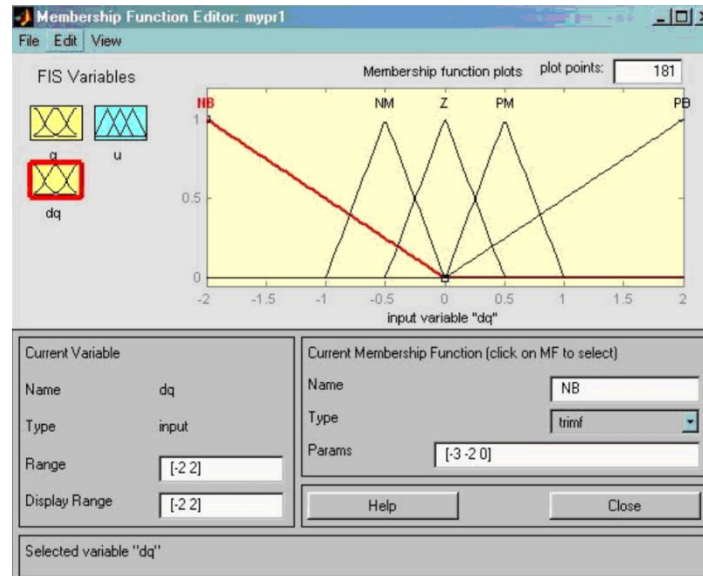 Membership Function Editor: mypr1
File Edit View
FIS Variables
Membership function plots plot points: 181
NB NM Z PM PB
1
q u
0.5
dq
0
-2 -1.5 -1 -0.5 0 0.5 1 1.5 2
input variable "dq"
Current Variable
Name dq
Type input
Range [-2 2]
Display Range [-2 2]
Current Membership Function (click on MF to select)
Name NB
Type trimf
Params [-3 -2 0]
Help Close
Selected variable "dq"